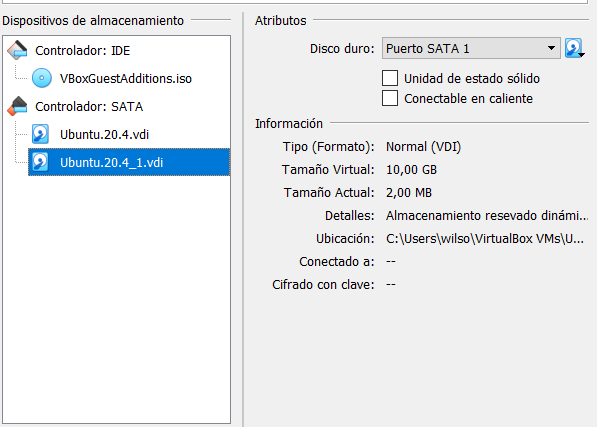 Dispositivos de almacenamiento
Controlador: IDE
VBoxGuestAdditions.iso
Controlador: SATA
Ubuntu.20.4.vdi
Ubuntu.20.4_1.vdi
Atributos
Disco duro: Puerto SATA 1
Unidad de estado sólido
Conectable en caliente
Información
Tipo (Formato): Normal (VDI)
Tamaño Virtual: 10,00 GB
Tamaño Actual: 2,00 MB
Detalles: Almacenamiento resevado dinámi...
Ubicación: C:\Users\wilso\VirtualBox VMs\U...
Conectado a: --
Cifrado con clave: --